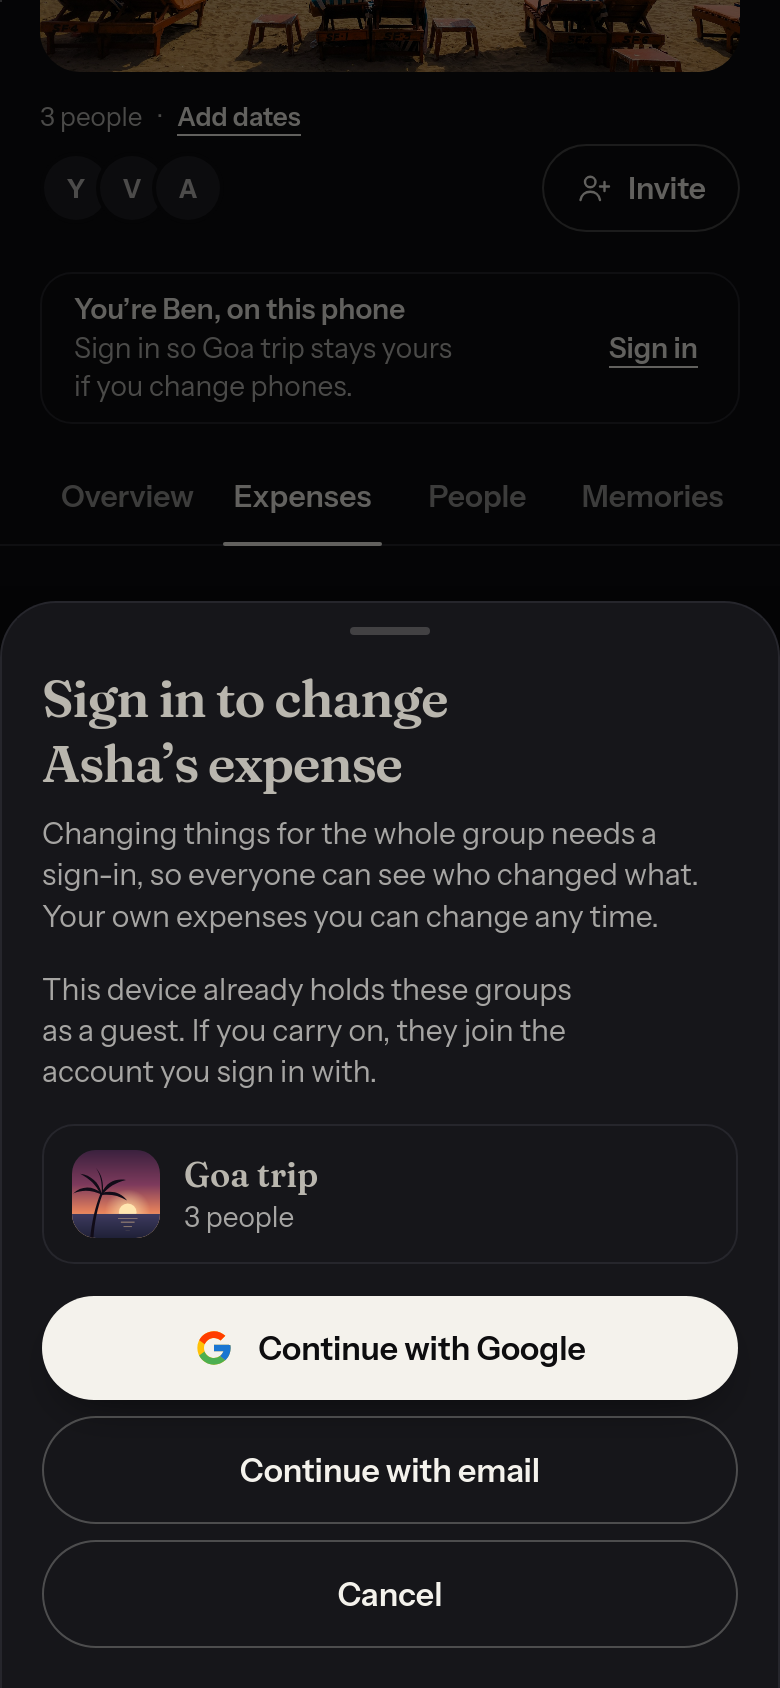 3 people · Add dates
Y V A
Invite
You’re Ben, on this phone
Sign in so Goa trip stays yours
if you change phones.
Sign in
Overview Expenses People Memories
Sign in to change
Asha’s expense
Changing things for the whole group needs a
sign-in, so everyone can see who changed what.
Your own expenses you can change any time.
This device already holds these groups
as a guest. If you carry on, they join the
account you sign in with.
Goa trip
3 people
Continue with Google
Continue with email
Cancel